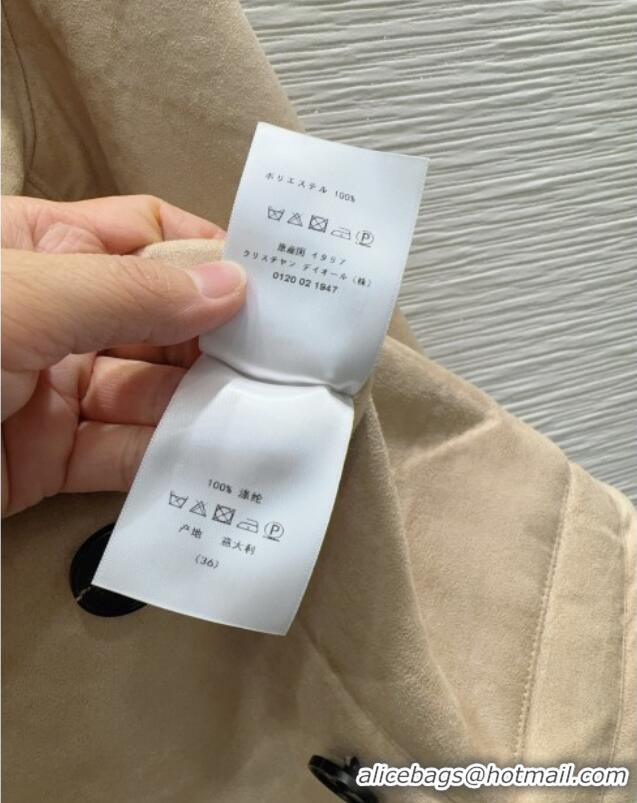 ポリエステル 100%
P
原産国 イタリア
クリスチャン デイオール (株)
0120 02 1947
100% 涤纶
P
产地 意大利
(36)
alicebags@hotmail.com